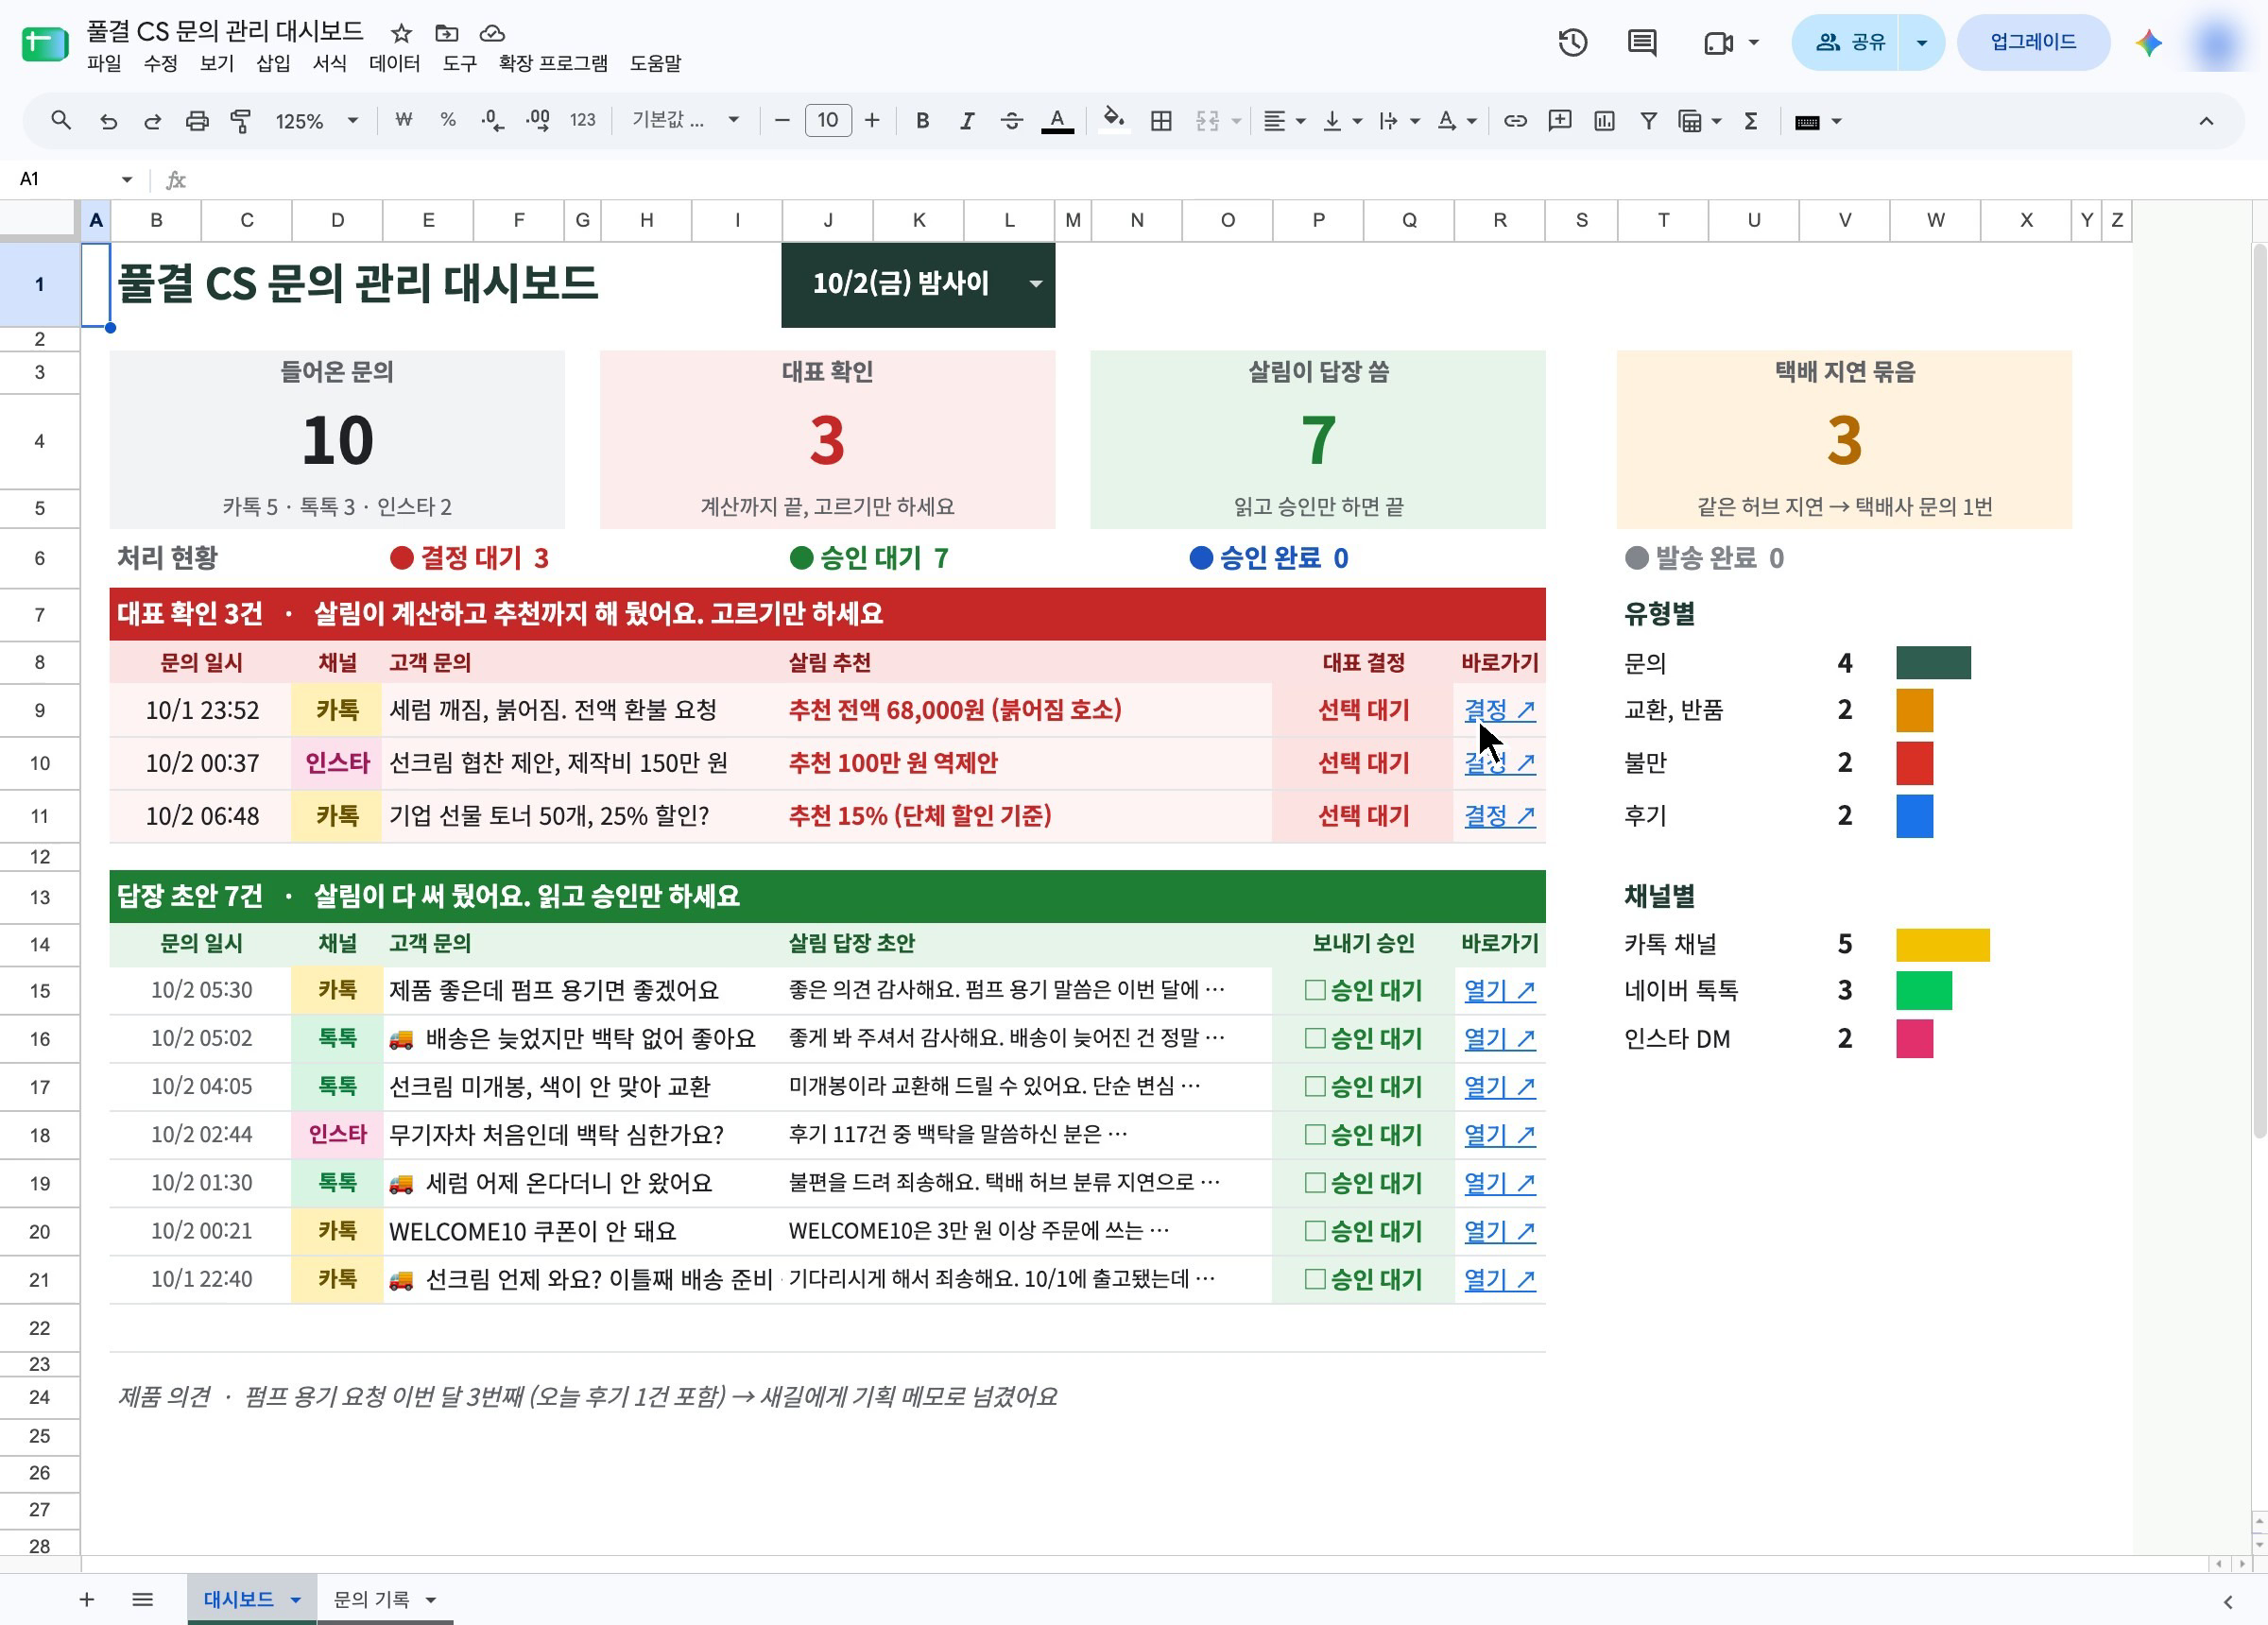 풀결 CS 문의 관리 대시보드
파일 수정 보기 삽입 서식 데이터 도구 확장 프로그램 도움말
공유
업그레이드
125% ₩ % .0 .00 123 기본값 ... 10 B I A
A1 fx
A B C D E F G H I J K L M N O P Q R S T U V W X Y Z
1 풀결 CS 문의 관리 대시보드 10/2(금) 밤사이
2
3 들어온 문의 대표 확인 살림이 답장 씀 택배 지연 묶음
4 10 3 7 3
5 카톡 5 · 톡톡 3 · 인스타 2 계산까지 끝, 고르기만 하세요 읽고 승인만 하면 끝 같은 허브 지연 → 택배사 문의 1번
6 처리 현황 결정 대기 3 승인 대기 7 승인 완료 0 발송 완료 0
7 대표 확인 3건 · 살림이 계산하고 추천까지 해 뒀어요. 고르기만 하세요 유형별
8 문의 일시 채널 고객 문의 살림 추천 대표 결정 바로가기 문의 4
9 10/1 23:52 카톡 세럼 깨짐, 붉어짐. 전액 환불 요청 추천 전액 68,000원 (붉어짐 호소) 선택 대기 결정 ↗ 교환, 반품 2
10 10/2 00:37 인스타 선크림 협찬 제안, 제작비 150만 원 추천 100만 원 역제안 선택 대기 결정 ↗ 불만 2
11 10/2 06:48 카톡 기업 선물 토너 50개, 25% 할인? 추천 15% (단체 할인 기준) 선택 대기 결정 ↗ 후기 2
12
13 답장 초안 7건 · 살림이 다 써 뒀어요. 읽고 승인만 하세요 채널별
14 문의 일시 채널 고객 문의 살림 답장 초안 보내기 승인 바로가기 카톡 채널 5
15 10/2 05:30 카톡 제품 좋은데 펌프 용기면 좋겠어요 좋은 의견 감사해요. 펌프 용기 말씀은 이번 달에 ⋯ ☐ 승인 대기 열기 ↗ 네이버 톡톡 3
16 10/2 05:02 톡톡 🚚 배송은 늦었지만 백탁 없어 좋아요 좋게 봐 주셔서 감사해요. 배송이 늦어진 건 정말 ⋯ ☐ 승인 대기 열기 ↗ 인스타 DM 2
17 10/2 04:05 톡톡 선크림 미개봉, 색이 안 맞아 교환 미개봉이라 교환해 드릴 수 있어요. 단순 변심 ⋯ ☐ 승인 대기 열기 ↗
18 10/2 02:44 인스타 무기자차 처음인데 백탁 심한가요? 후기 117건 중 백탁을 말씀하신 분은 ⋯ ☐ 승인 대기 열기 ↗
19 10/2 01:30 톡톡 🚚 세럼 어제 온다더니 안 왔어요 불편을 드려 죄송해요. 택배 허브 분류 지연으로 ⋯ ☐ 승인 대기 열기 ↗
20 10/2 00:21 카톡 WELCOME10 쿠폰이 안 돼요 WELCOME10은 3만 원 이상 주문에 쓰는 ⋯ ☐ 승인 대기 열기 ↗
21 10/1 22:40 카톡 🚚 선크림 언제 와요? 이틀째 배송 준비 기다리시게 해서 죄송해요. 10/1에 출고됐는데 ⋯ ☐ 승인 대기 열기 ↗
22
23
24 제품 의견 · 펌프 용기 요청 이번 달 3번째 (오늘 후기 1건 포함) → 새길에게 기획 메모로 넘겼어요
25
26
27
28
대시보드 문의 기록